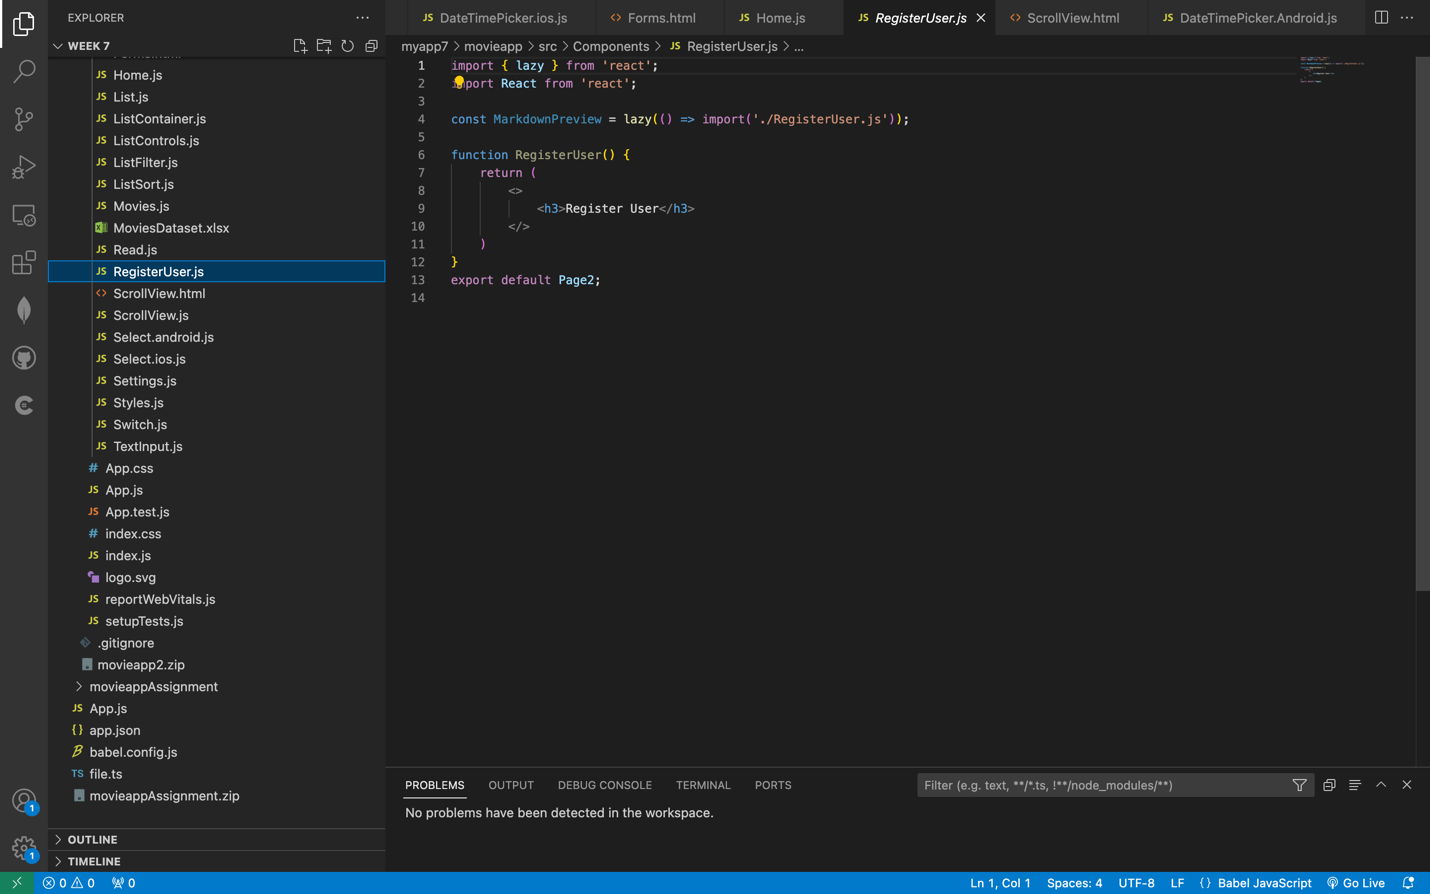 EXPLORER
WEEK 7
Home.js
List.js
ListContainer.js
ListControls.js
ListFilter.js
ListSort.js
Movies.js
MoviesDataset.xlsx
Read.js
RegisterUser.js
ScrollView.html
ScrollView.js
Select.android.js
Select.ios.js
Settings.js
Styles.js
Switch.js
TextInput.js
App.css
App.js
App.test.js
index.css
index.js
logo.svg
reportWebVitals.js
setupTests.js
.gitignore
movieapp2.zip
movieappAssignment
App.js
app.json
babel.config.js
TS file.ts
movieappAssignment.zip
OUTLINE
TIMELINE
JS DateTimePicker.ios.js <> Forms.html JS Home.js JS RegisterUser.js <> ScrollView.html JS DateTimePicker.Android.js
myapp7 > movieapp > src > Components > JS RegisterUser.js > ...
1 import { lazy } from 'react';
2 import React from 'react';
3
4 const MarkdownPreview = lazy(() => import('./RegisterUser.js'));
5
6 function RegisterUser() {
7 return (
8 <>
9 <h3>Register User</h3>
10 </>
11 )
12 }
13 export default Page2;
14
PROBLEMS OUTPUT DEBUG CONSOLE TERMINAL PORTS Filter (e.g. text, **/*.ts, !**/node_modules/**)
No problems have been detected in the workspace.
1
1
0 0 0 Ln 1, Col 1 Spaces: 4 UTF-8 LF {} Babel JavaScript Go Live